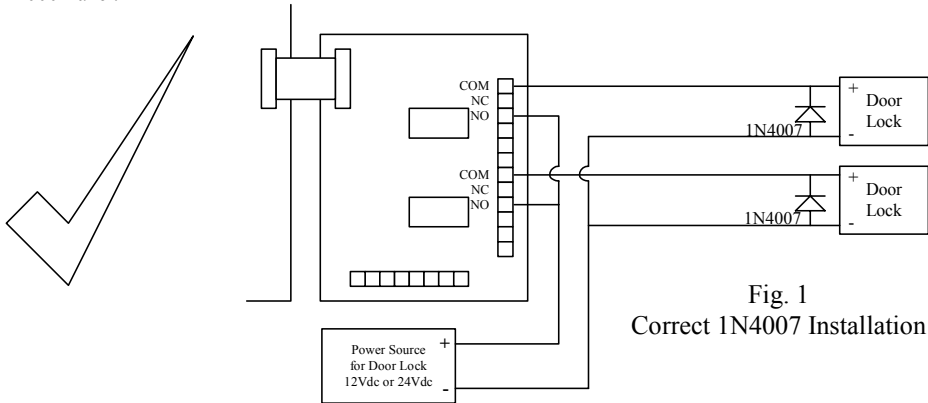 COM
NC
NO
COM
NC
NO
+
Door
Lock
-
1N4007
+
Door
Lock
-
1N4007
Power Source
for Door Lock
12Vdc or 24Vdc
+
-
Fig. 1
Correct 1N4007 Installation